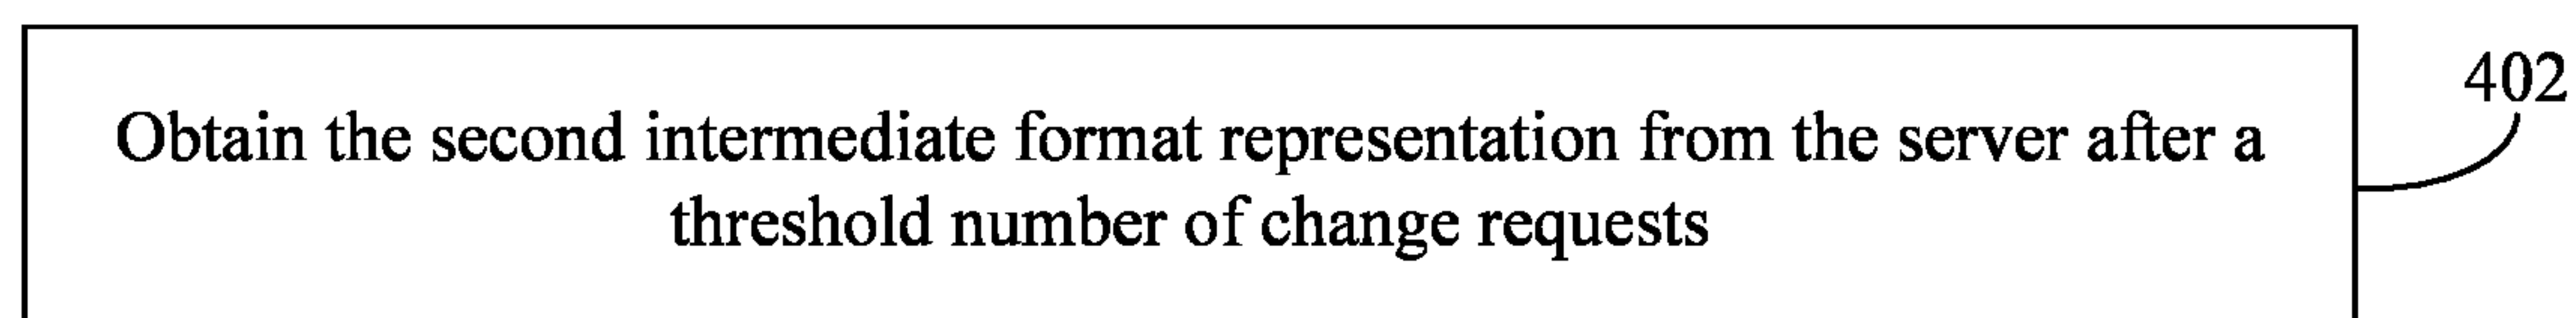 402
Obtain the second intermediate format representation from the server after a
threshold number of change requests